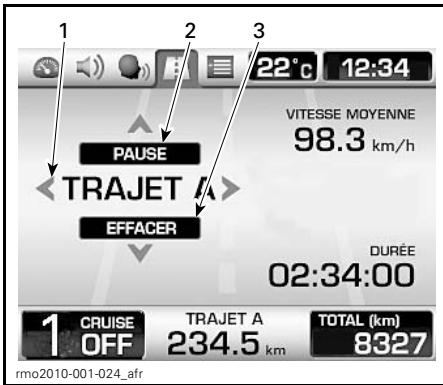 1 2 3
22°C 12:34
VITESSE MOYENNE
98.3 km/h
PAUSE
TRAJET A
EFFACER
DURÉE
02:34:00
1 CRUISE OFF
TRAJET A
234.5 km
TOTAL (km)
8327
rmo2010-001-024_afr